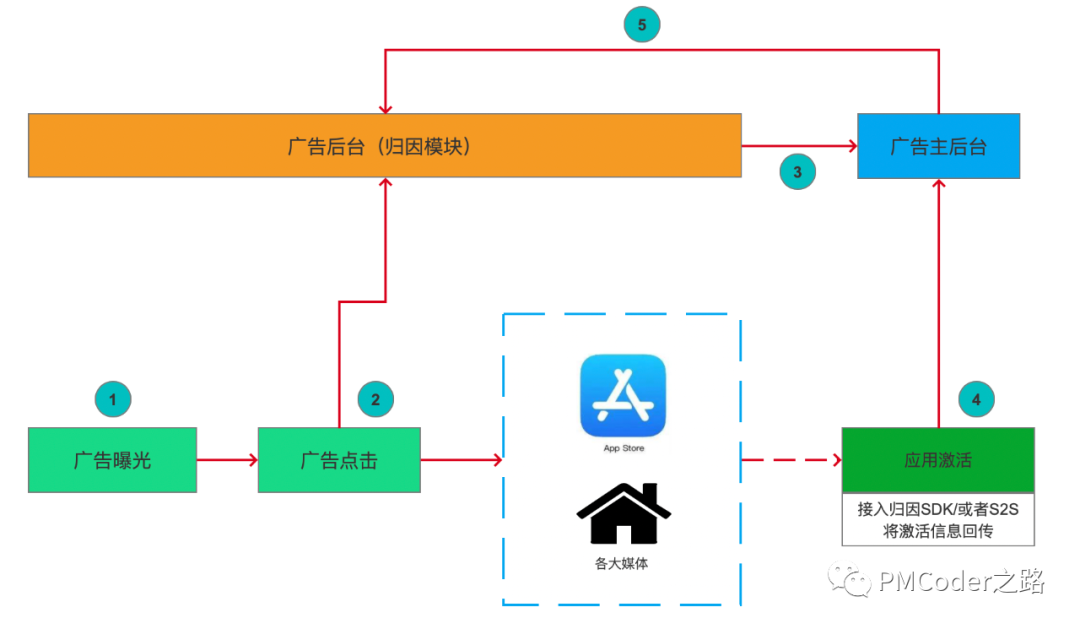 5
广告后台（归因模块）
广告主后台
3
1
2
4
广告曝光
广告点击
App Store
各大媒体
应用激活
接入归因SDK/或者S2S
将激活信息回传
PMCoder之路